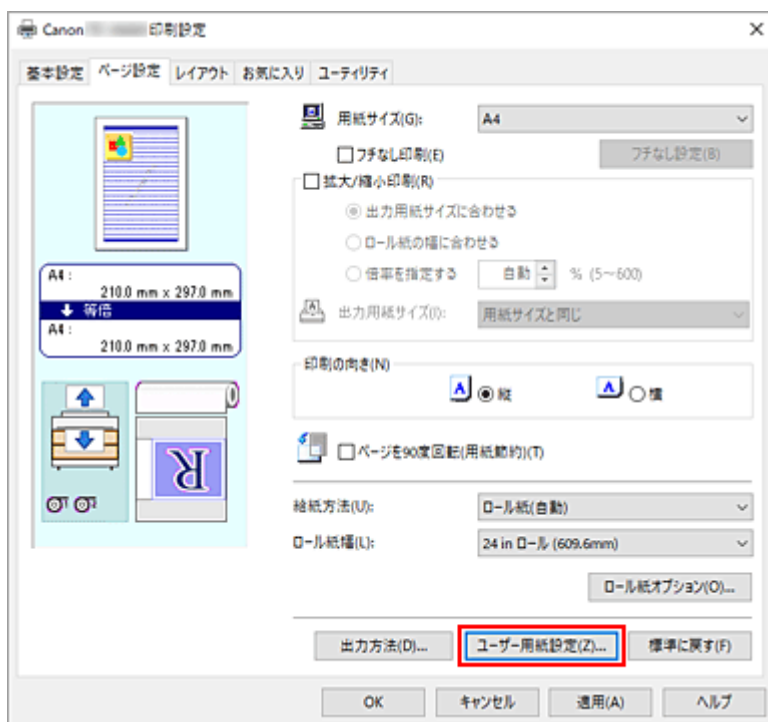 Canon 印刷設定
基本設定 ページ設定 レイアウト お気に入り ユーティリティ
用紙サイズ(G): A4
フチなし印刷(E) フチなし設定(B)
拡大/縮小印刷(R)
出力用紙サイズに合わせる
ロール紙の幅に合わせる
倍率を指定する 自動 % (5～600)
出力用紙サイズ(I): 用紙サイズと同じ
A4 :
210.0 mm x 297.0 mm
等倍
A4 :
210.0 mm x 297.0 mm
印刷の向き(N)
A 縦 A 横
ページを90度回転(用紙節約)(T)
R
給紙方法(U): ロール紙(自動)
ロール紙幅(L): 24 in ロール (609.6mm)
ロール紙オプション(O)...
出力方法(D)... ユーザー用紙設定(Z)... 標準に戻す(F)
OK キャンセル 適用(A) ヘルプ